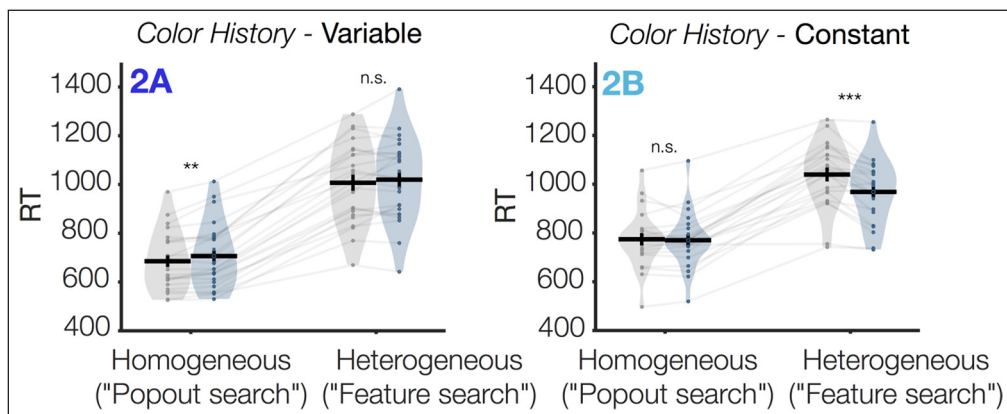 Color History - Variable
2A
1400
1200
1000
800
600
400
RT
**
n.s.
Homogeneous
("Popout search")
Heterogeneous
("Feature search")
Color History - Constant
2B
1400
1200
1000
800
600
400
RT
n.s.
***
Homogeneous
("Popout search")
Heterogeneous
("Feature search")